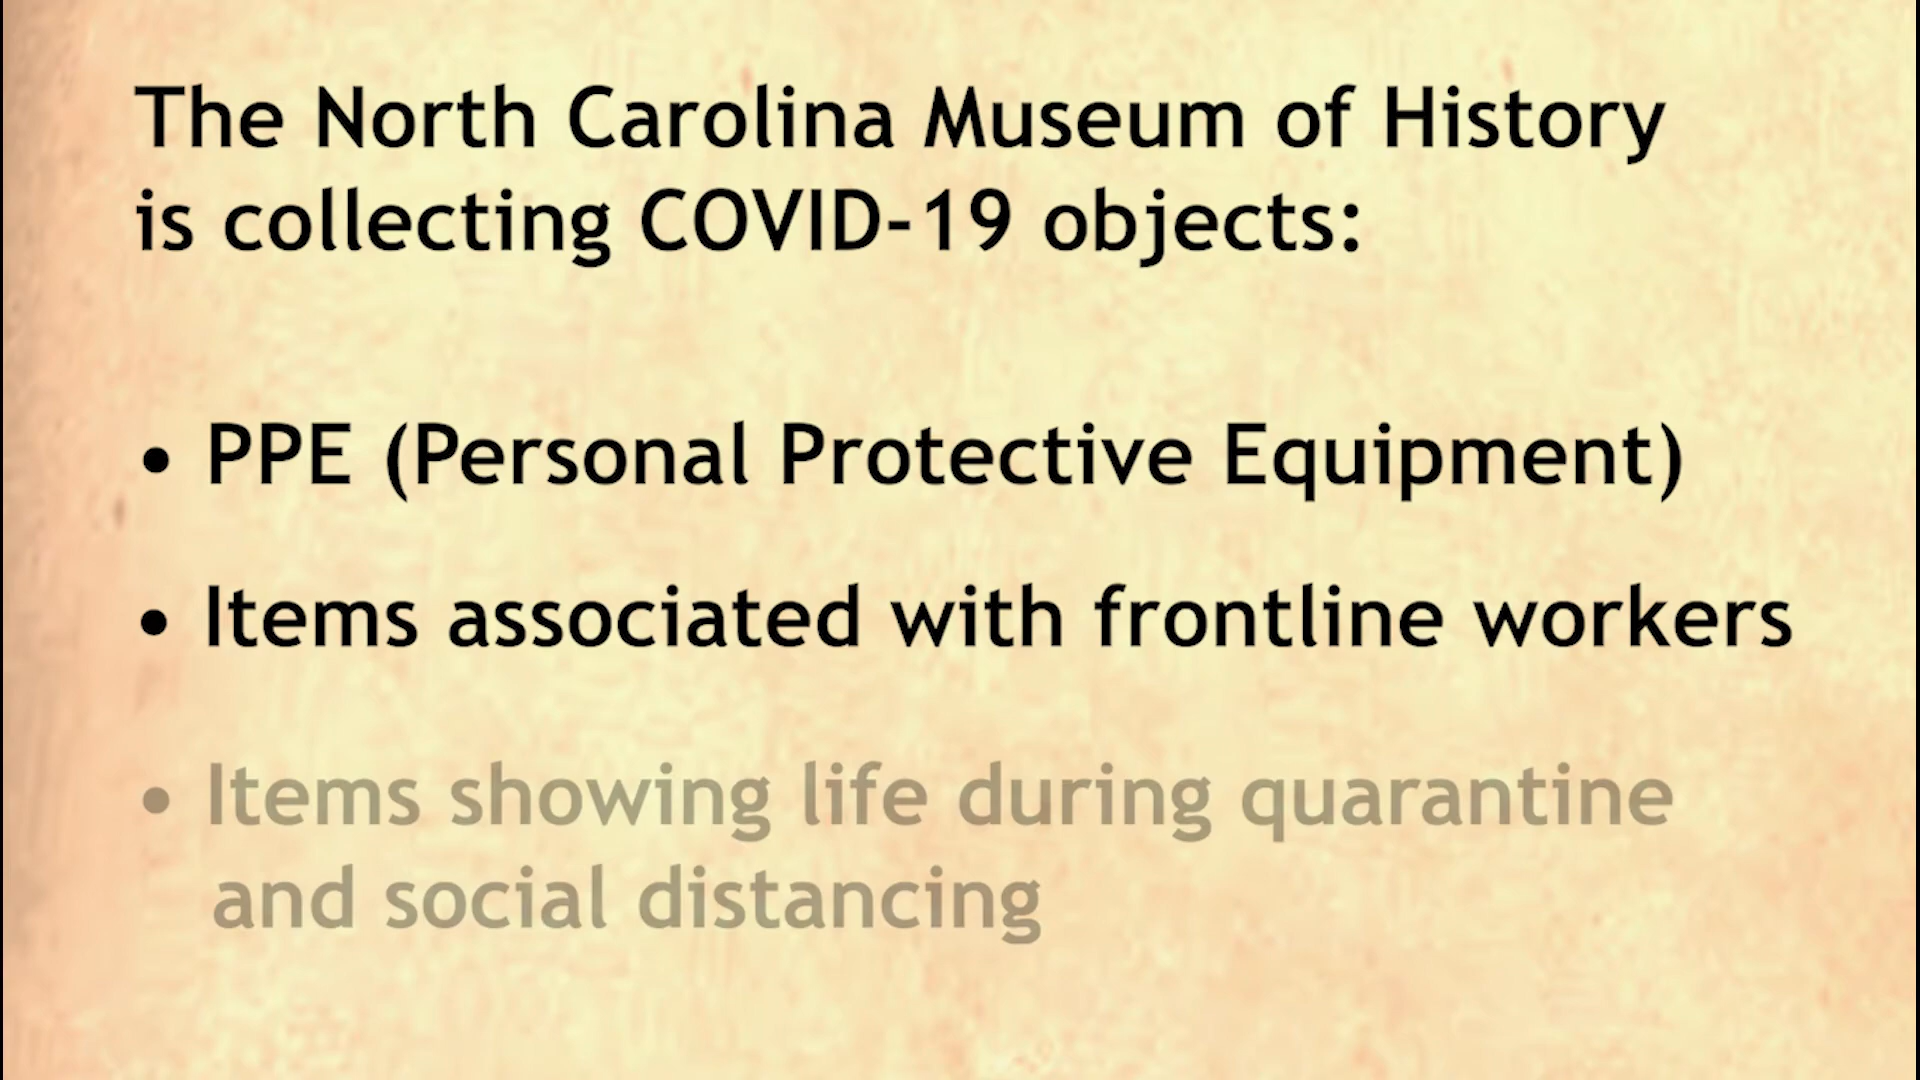 The North Carolina Museum of History
is collecting COVID-19 objects:
• PPE (Personal Protective Equipment)
• Items associated with frontline workers
• Items showing life during quarantine
and social distancing